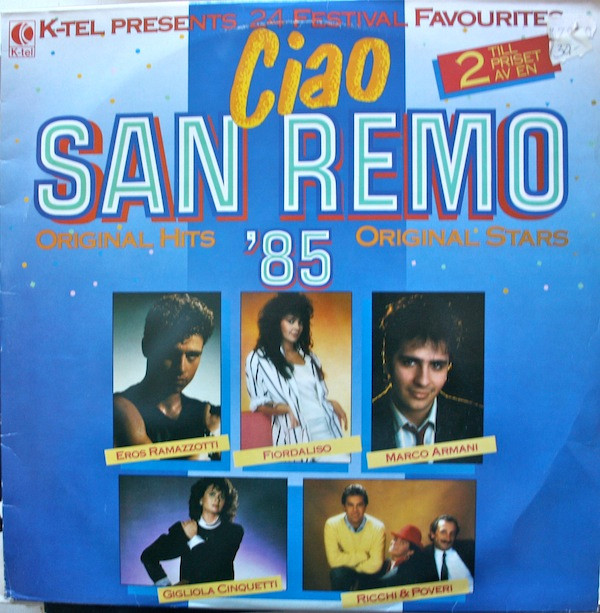 K-TEL PRESENTS 24 FESTIVAL FAVOURITES
K-tel
Ciao
2 TILL
PRISET
AV EN
SAN REMO
ORIGINAL HITS '85 ORIGINAL STARS
EROS RAMAZZOTTI
FIORDALISO
MARCO ARMANI
GIGLIOLA CINQUETTI
RICCHI & POVERI